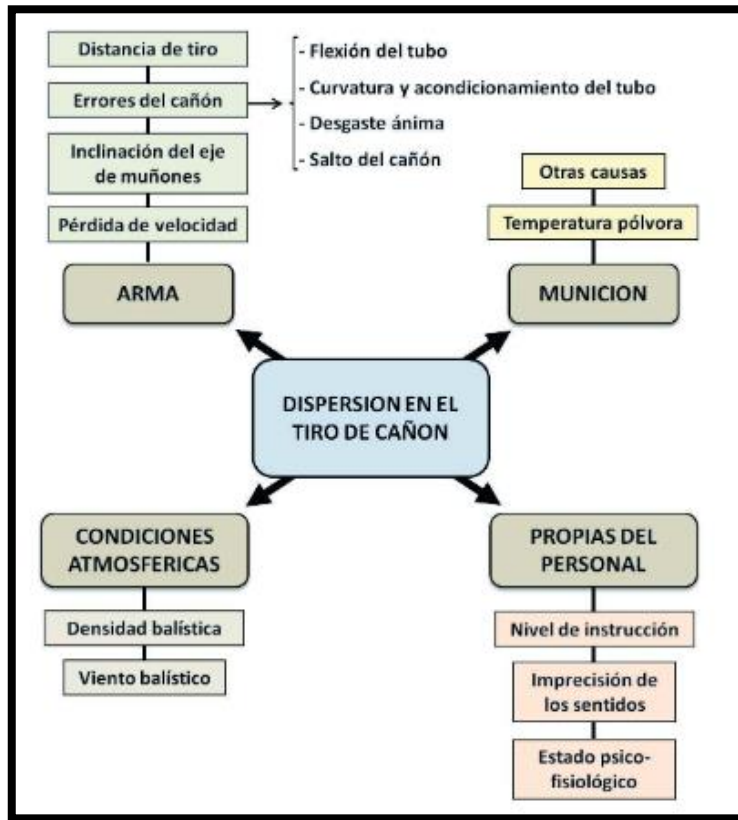 Distancia de tiro
Errores del cañón
Inclinación del eje
de muñones
Pérdida de velocidad
ARMA
- Flexión del tubo
- Curvatura y acondicionamiento del tubo
- Desgaste ánima
- Salto del cañón
Otras causas
Temperatura pólvora
MUNICION
DISPERSION EN EL
TIRO DE CAÑON
CONDICIONES
ATMOSFERICAS
Densidad balística
Viento balístico
PROPIAS DEL
PERSONAL
Nivel de instrucción
Imprecisión de
los sentidos
Estado psico-
fisiológico